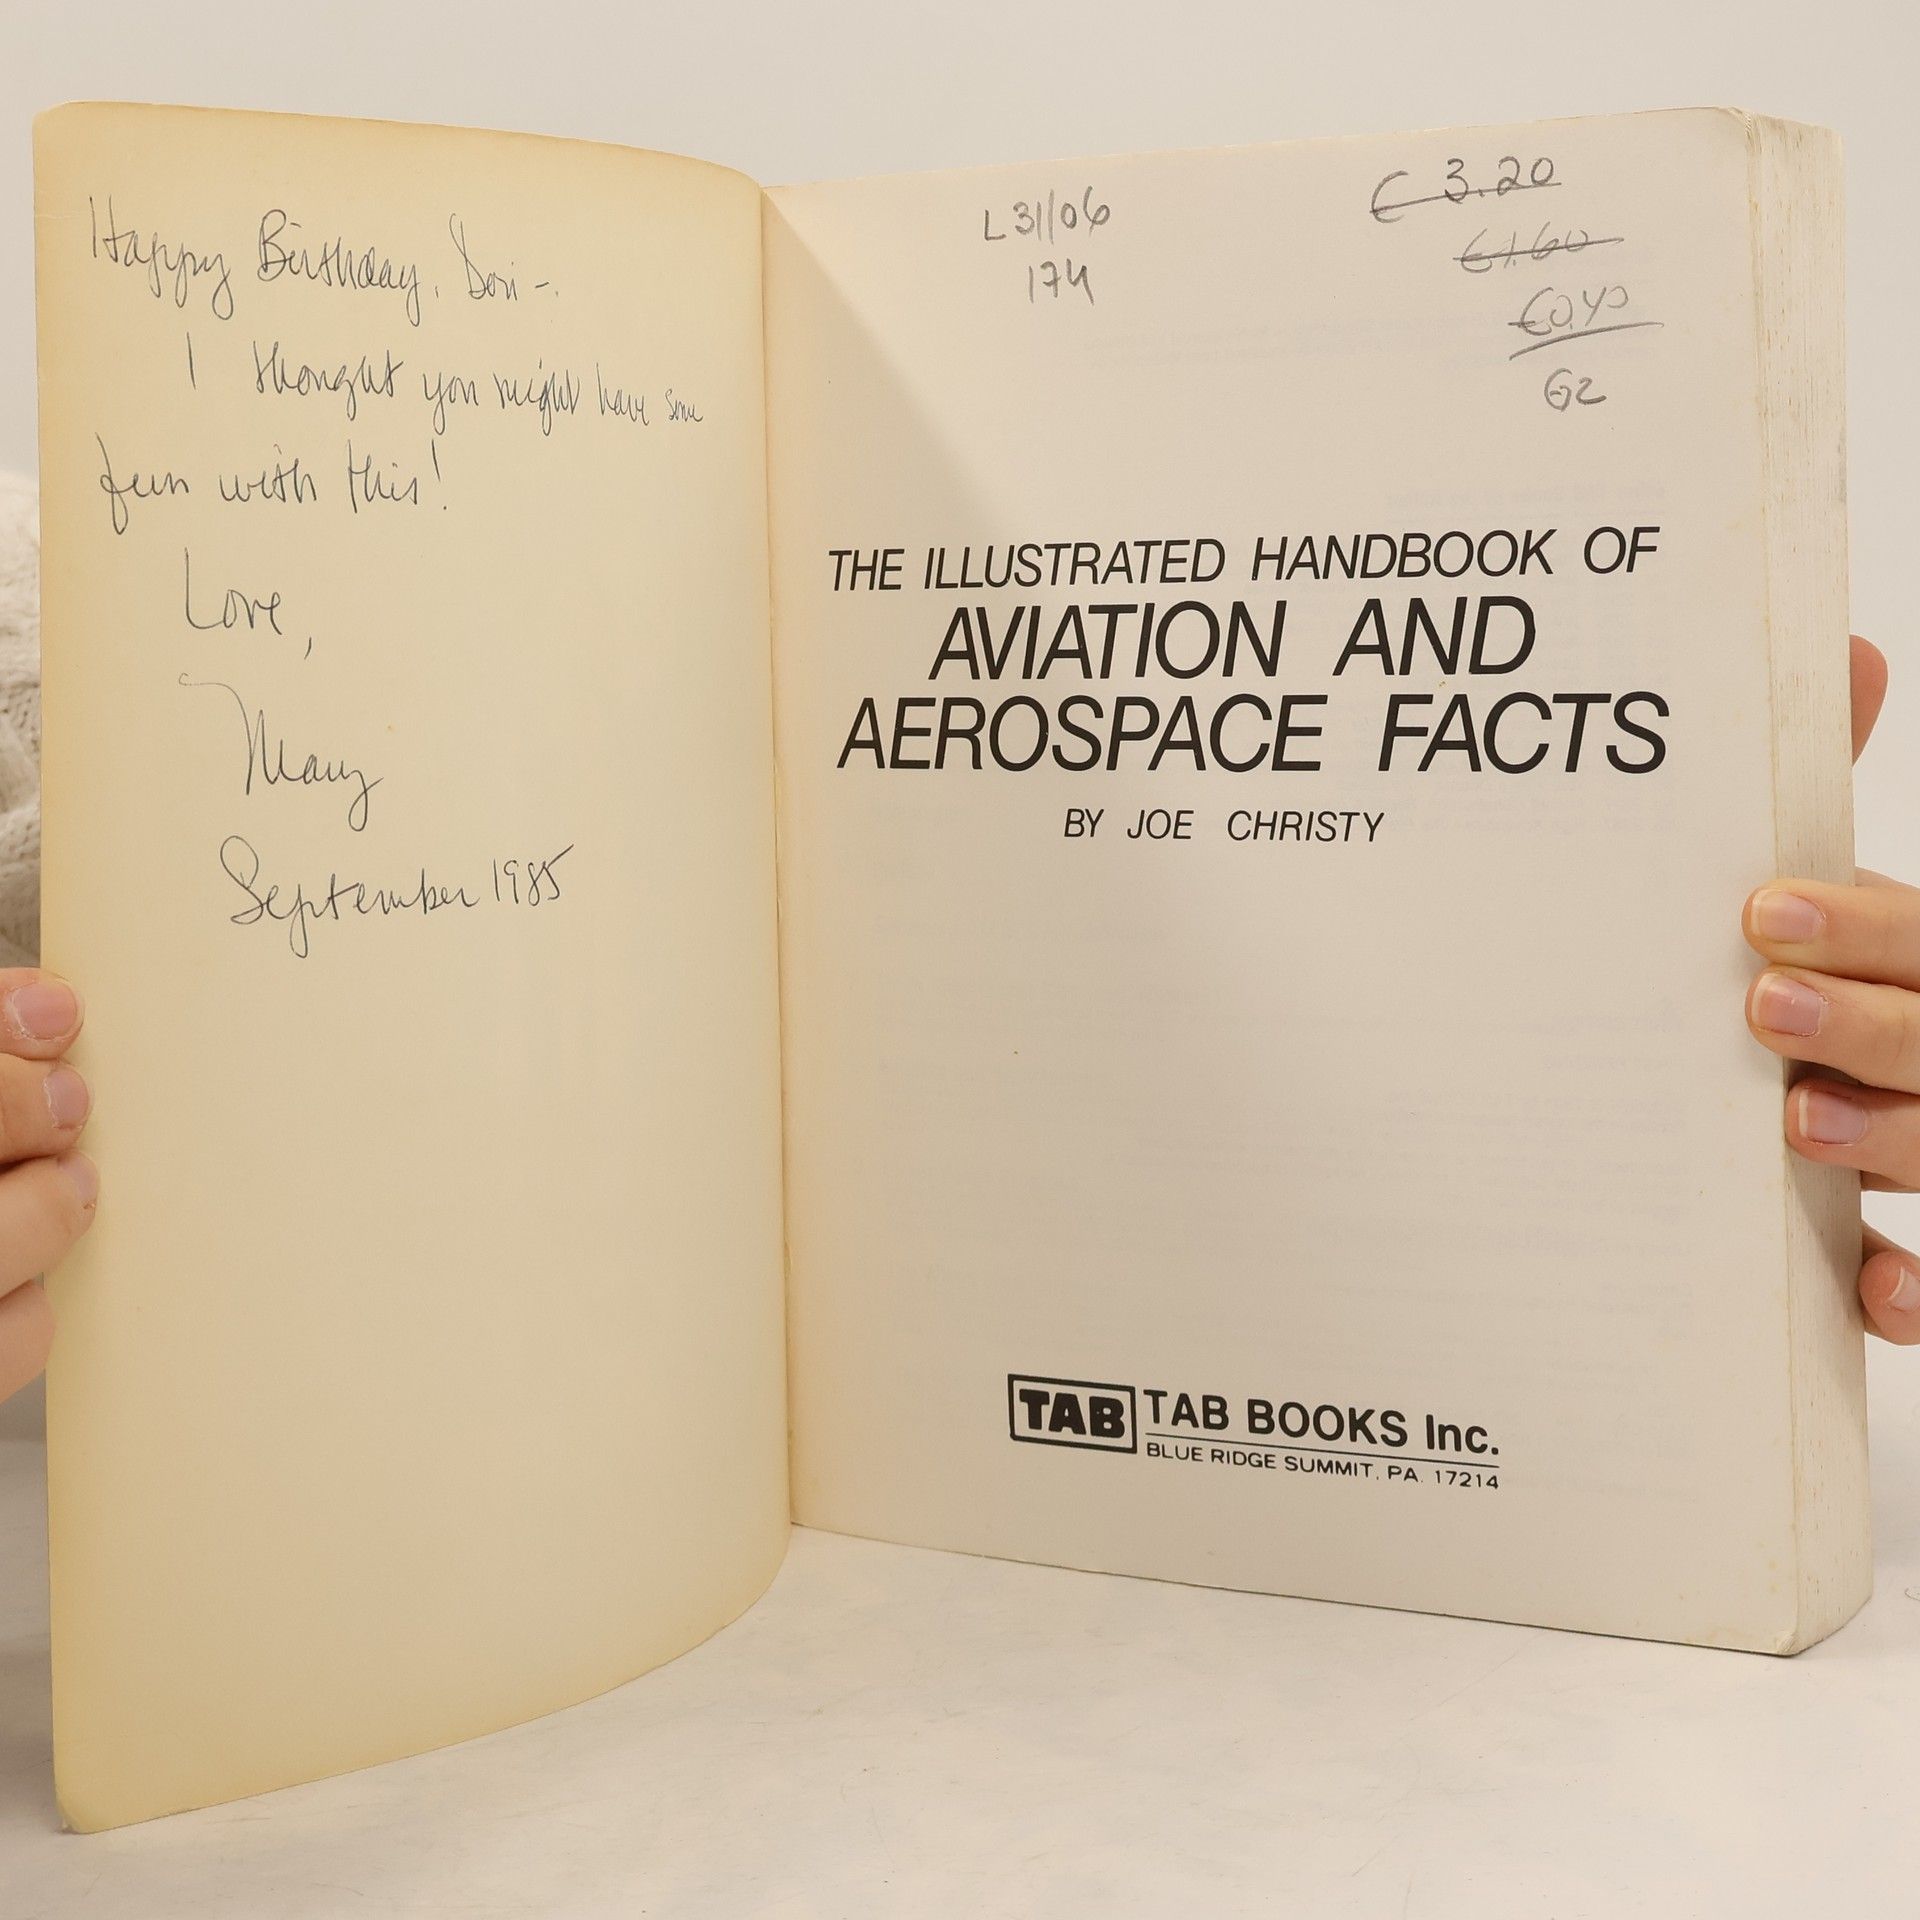 Happy Birthday, Dori -
I thought you might have some
fun with this!
Love,
Mary
September 1985
L31/06
174
€ 3.20
€1.60
€0.40
G2
THE ILLUSTRATED HANDBOOK OF
AVIATION AND
AEROSPACE FACTS
BY JOE CHRISTY
TAB TAB BOOKS Inc.
BLUE RIDGE SUMMIT, PA. 17214